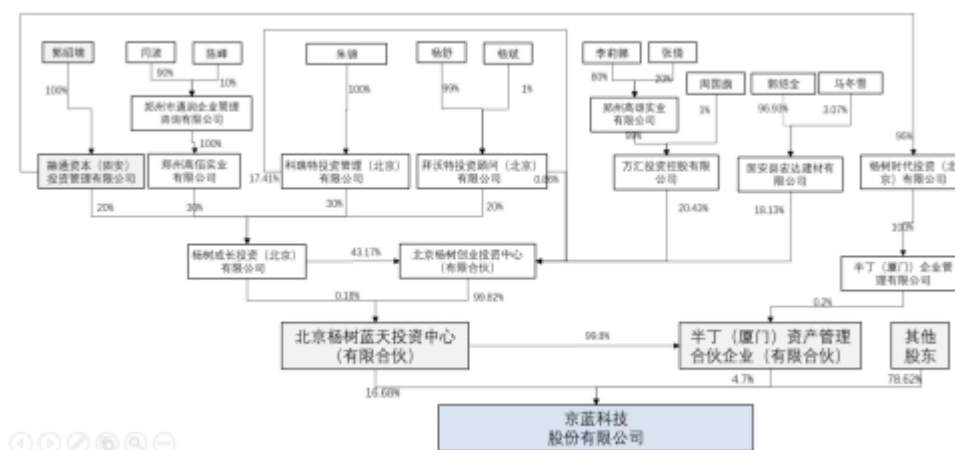 郭绍增
闫波
陈峰
朱锦
杨舒
杨斌
李莉娜
张倩
周国旗
郭绍全
马冬雪
100%
90%
10%
100%
99%
1%
80%
20%
1%
96.93%
3.07%
95%
郑州市通润企业管理
咨询有限公司
郑州高雄实业
有限公司
100%
99%
融通资本（固安）
投资管理有限公司
郑州高佰实业
有限公司
17.41%
科瑞特投资管理（北京）
有限公司
拜沃特投资顾问（北京）
有限公司
0.86%
万汇投资控股有限
公司
固安县宏达建材有限
公司
杨树时代投资（北
京）有限公司
20%
30%
30%
20%
20.43%
18.13%
100%
杨树成长投资（北京）
有限公司
43.17%
北京杨树创业投资中心
（有限合伙）
半丁（厦门）企业管
理有限公司
0.18%
99.82%
0.2%
北京杨树蓝天投资中心
（有限合伙）
99.8%
半丁（厦门）资产管理
合伙企业（有限合伙）
其他
股东
16.68%
4.7%
78.62%
京蓝科技
股份有限公司